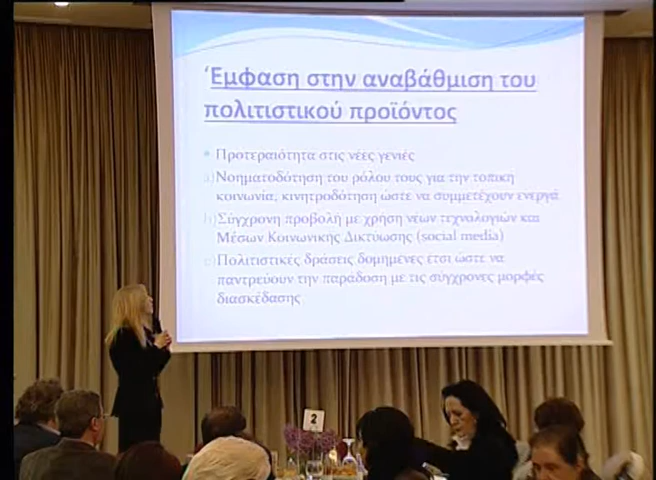 Έμφαση στην αναβάθμιση του
πολιτιστικού προϊόντος
• Προτεραιότητα στις νέες γενιές
a) Νοηματοδότηση του ρόλου τους για την τοπική
κοινωνία, κινητροδότηση ώστε να συμμετέχουν ενεργά
b) Σύγχρονη προβολή με χρήση νέων τεχνολογιών και
Μέσων Κοινωνικής Δικτύωσης (social media)
c) Πολιτιστικές δράσεις δομημένες έτσι ώστε να
παντρεύουν την παράδοση με τις σύγχρονες μορφές
διασκέδασης
2